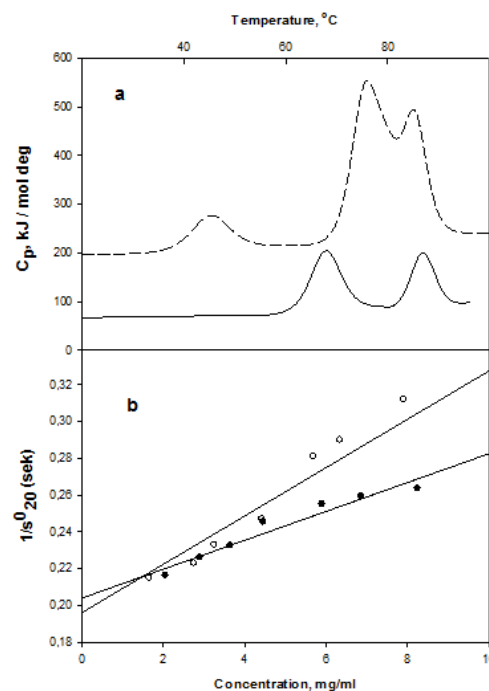 Temperature, °C
40 60 80
600
a
500
400
300
200
100
0
Cp, kJ / mol deg
0,32
b
0,30
0,28
0,26
0,24
0,22
0,20
0,18
1/s⁰20 (sek)
0 2 4 6 8 10
Concentration, mg/ml